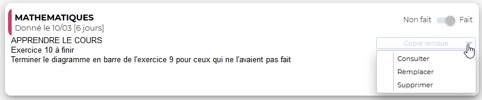 MATHEMATIQUES
Donné le 10/03 [6 jours]
Non fait Fait
APPRENDRE LE COURS
Exercice 10 à finir
Terminer le diagramme en barre de l'exercice 9 pour ceux qui ne l'avaient pas fait
Copie rendue
Consulter
Remplacer
Supprimer